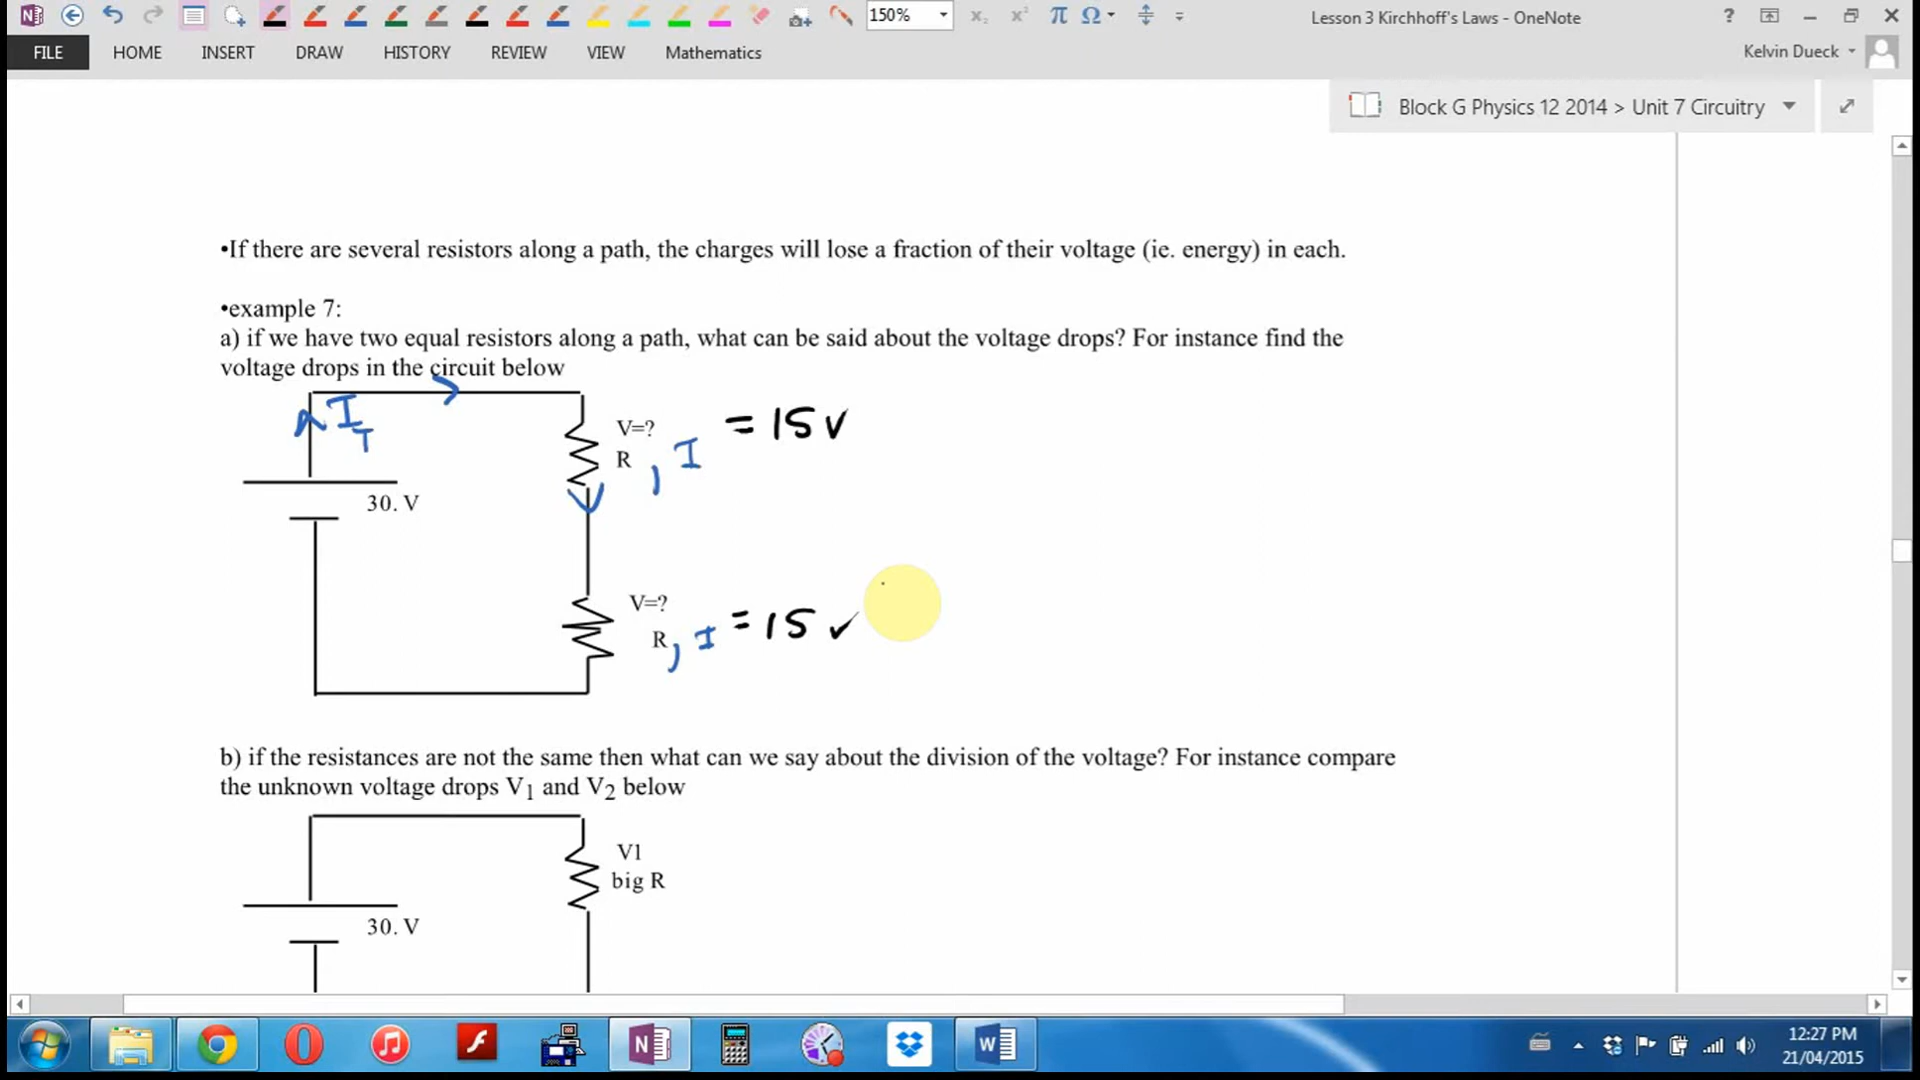 150%
x₂ x² π Ω
Lesson 3 Kirchhoff's Laws - OneNote
?
FILE HOME INSERT DRAW HISTORY REVIEW VIEW Mathematics
Kelvin Dueck
Block G Physics 12 2014 > Unit 7 Circuitry
•If there are several resistors along a path, the charges will lose a fraction of their voltage (ie. energy) in each.
•example 7:
a) if we have two equal resistors along a path, what can be said about the voltage drops? For instance find the
voltage drops in the circuit below
I_T
V=?
= 15 V
R , I
30. V
V=?
= 15 V
R , I
b) if the resistances are not the same then what can we say about the division of the voltage? For instance compare
the unknown voltage drops V1 and V2 below
V1
big R
30. V
12:27 PM
21/04/2015